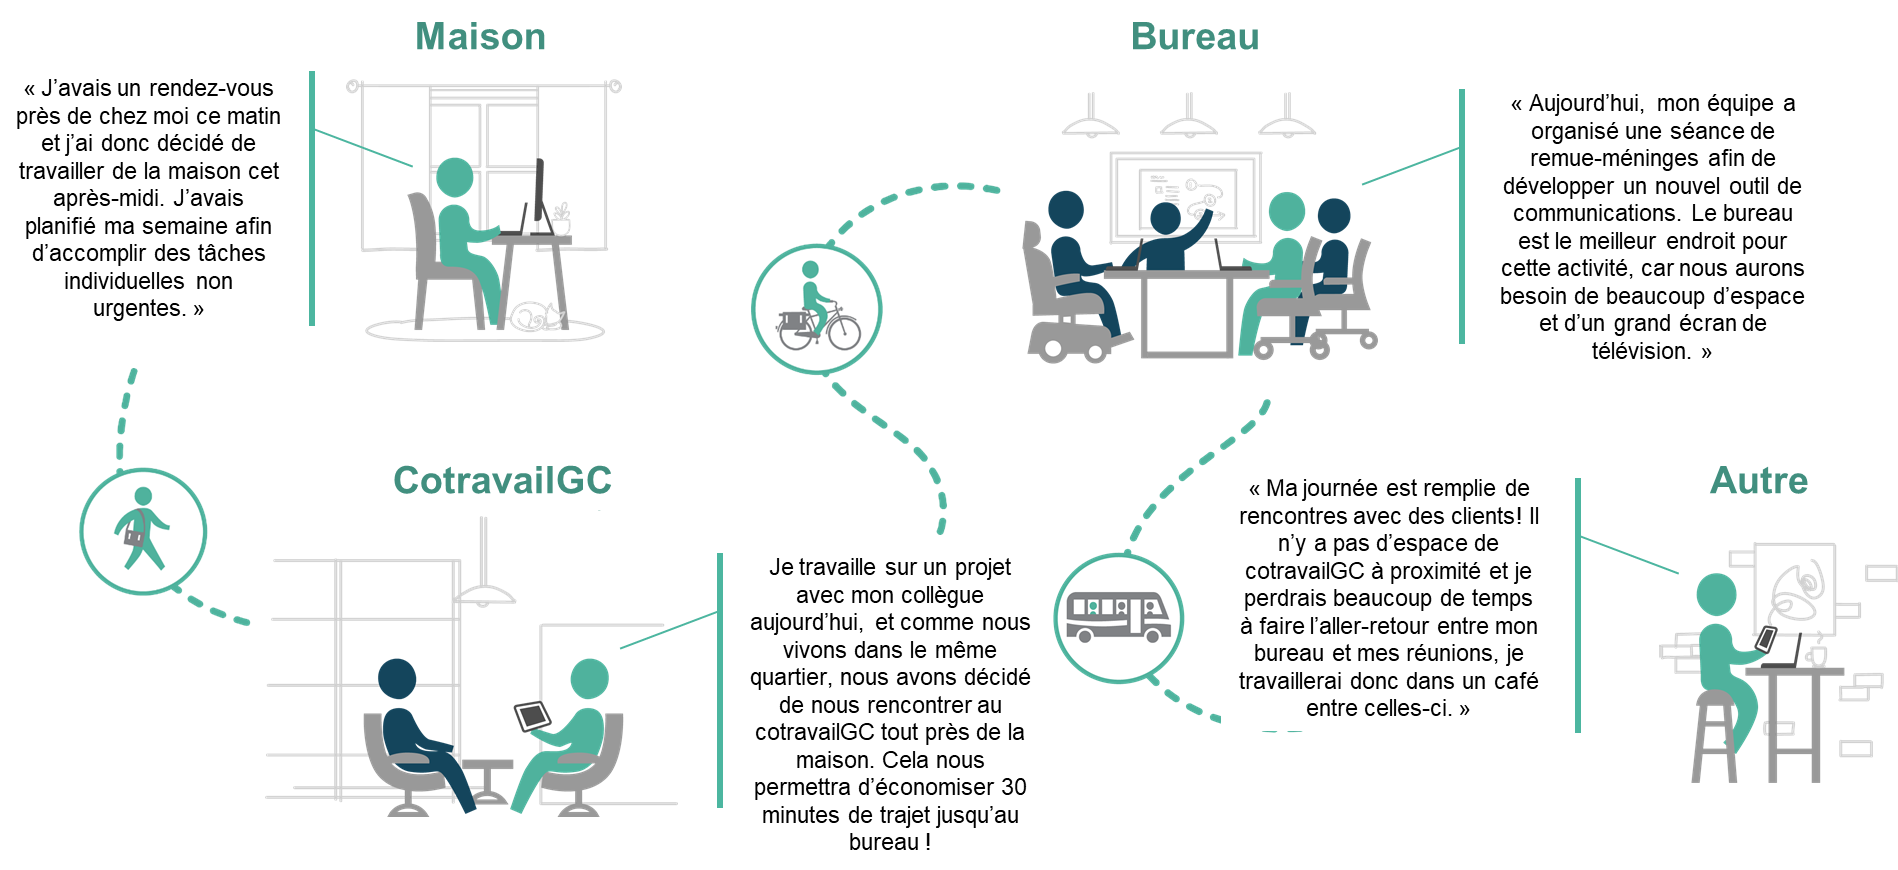 Maison
« J’avais un rendez-vous
près de chez moi ce matin
et j’ai donc décidé de
travailler de la maison cet
après-midi. J’avais
planifié ma semaine afin
d’accomplir des tâches
individuelles non
urgentes. »
Bureau
« Aujourd’hui, mon équipe a
organisé une séance de
remue-méninges afin de
développer un nouvel outil de
communications. Le bureau
est le meilleur endroit pour
cette activité, car nous aurons
besoin de beaucoup d’espace
et d’un grand écran de
télévision. »
CotravailGC
Je travaille sur un projet
avec mon collègue
aujourd’hui, et comme nous
vivons dans le même
quartier, nous avons décidé
de nous rencontrer au
cotravailGC tout près de la
maison. Cela nous
permettra d’économiser 30
minutes de trajet jusqu’au
bureau !
Autre
« Ma journée est remplie de
rencontres avec des clients! Il
n’y a pas d’espace de
cotravailGC à proximité et je
perdrais beaucoup de temps
à faire l’aller-retour entre mon
bureau et mes réunions, je
travaillerai donc dans un café
entre celles-ci. »